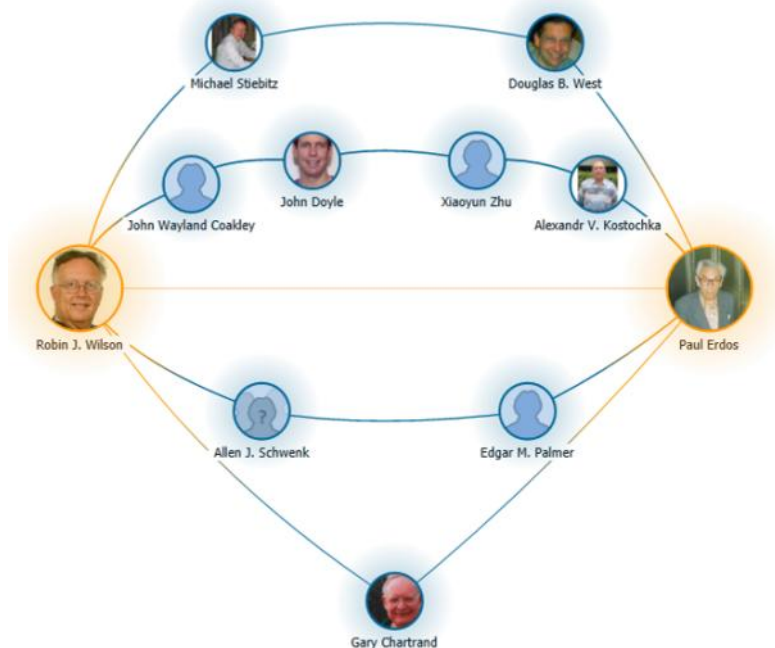 Michael Stiebitz
Douglas B. West
John Doyle
Xiaoyun Zhu
John Wayland Coakley
Alexandr V. Kostochka
Robin J. Wilson
Paul Erdos
Allen J. Schwenk
?
Edgar M. Palmer
Gary Chartrand